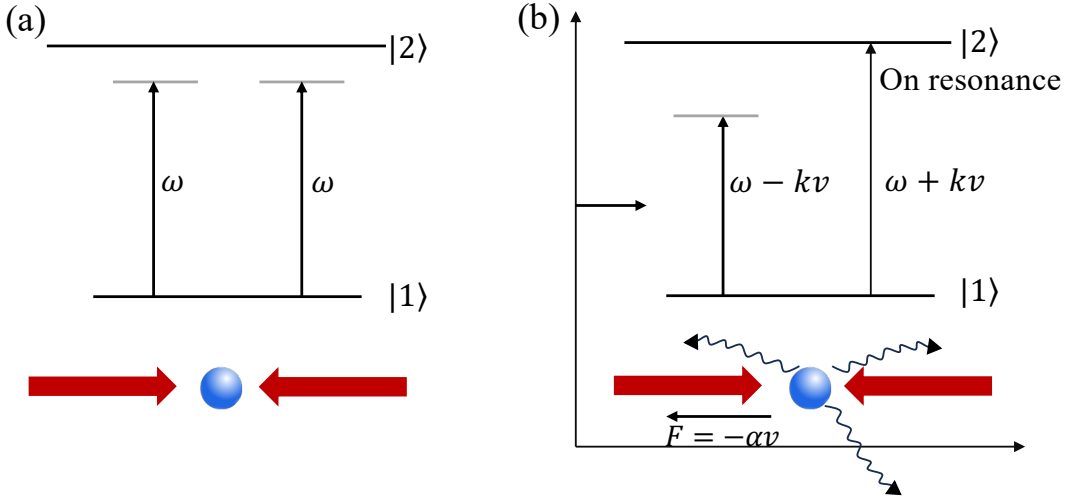 (a)
|2⟩
ω
ω
|1⟩
(b)
|2⟩
On resonance
ω − kv
ω + kv
|1⟩
F = −αv